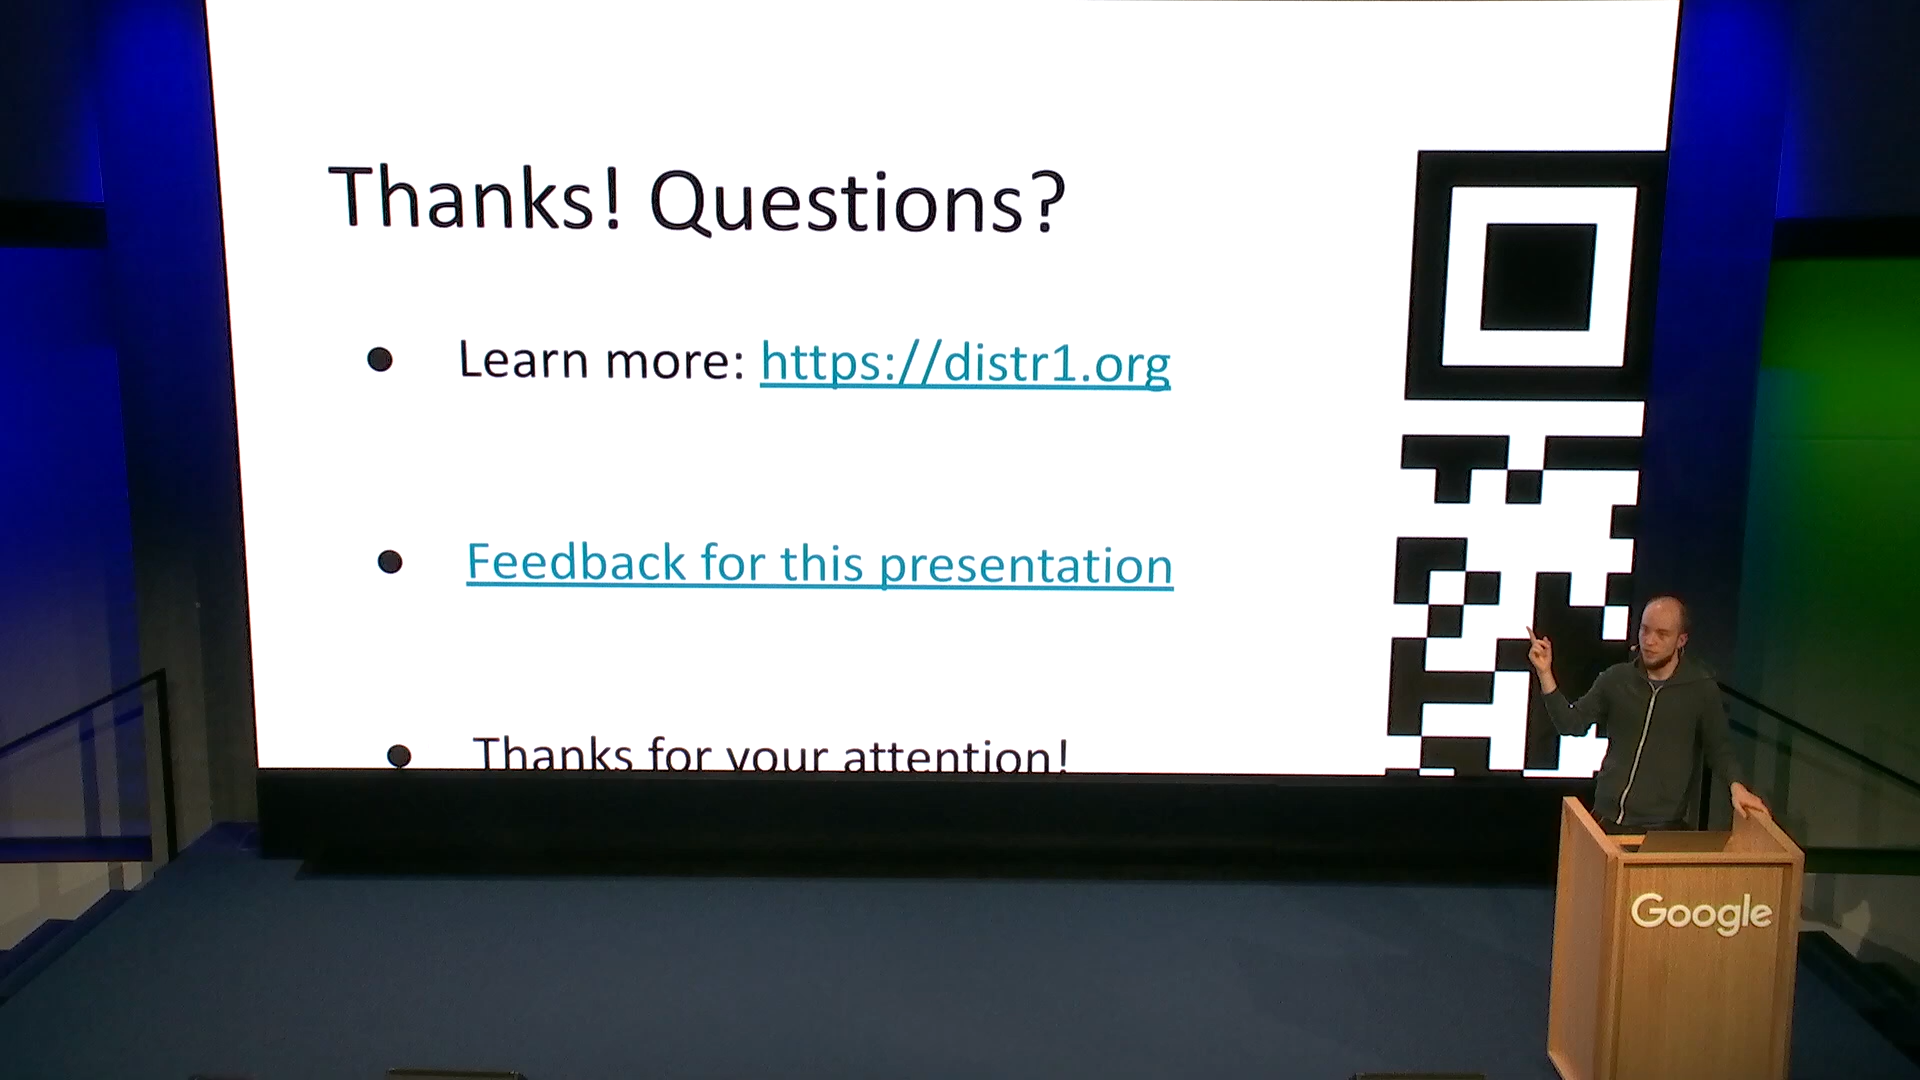 Thanks! Questions?
● Learn more: https://distr1.org
● Feedback for this presentation
● Thanks for your attention!
Google